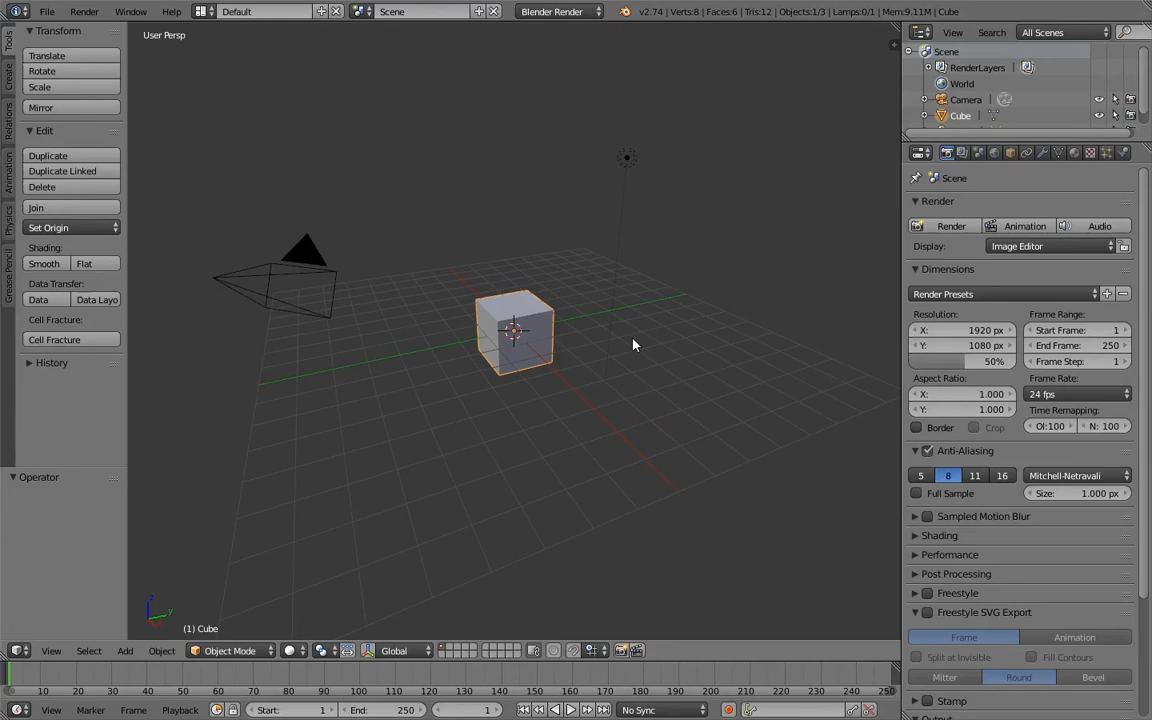 File Render Window Help Default Scene Blender Render v2.74 | Verts:8 | Faces:6 | Tris:12 | Objects:1/3 | Lamps:0/1 | Mem:9.11M | Cube
Tools
Create
Relations
Animation
Physics
Grease Pencil
Transform
Translate
Rotate
Scale
Mirror
Edit
Duplicate
Duplicate Linked
Delete
Join
Set Origin
Shading:
Smooth Flat
Data Transfer:
Data Data Layo
Cell Fracture:
Cell Fracture
History
Operator
User Persp
z
y
(1) Cube
View Select Add Object Object Mode Global
10 20 30 40 50 60 70 80 90 100 110 120 130 140 150 160 170 180 190 200 210 220 230 240 250
View Marker Frame Playback Start: 1 End: 250 1 No Sync
View Search All Scenes
Scene
RenderLayers
World
Camera
Cube
Scene
Render
Render Animation Audio
Display: Image Editor
Dimensions
Render Presets
Resolution: Frame Range:
X: 1920 px Start Frame: 1
Y: 1080 px End Frame: 250
50% Frame Step: 1
Aspect Ratio: Frame Rate:
X: 1.000 24 fps
Y: 1.000 Time Remapping:
Border Crop Ol:100 N: 100
Anti-Aliasing
5 8 11 16 Mitchell-Netravali
Full Sample Size: 1.000 px
Sampled Motion Blur
Shading
Performance
Post Processing
Freestyle
Freestyle SVG Export
Frame Animation
Split at Invisible Fill Contours
Mitter Round Bevel
Stamp